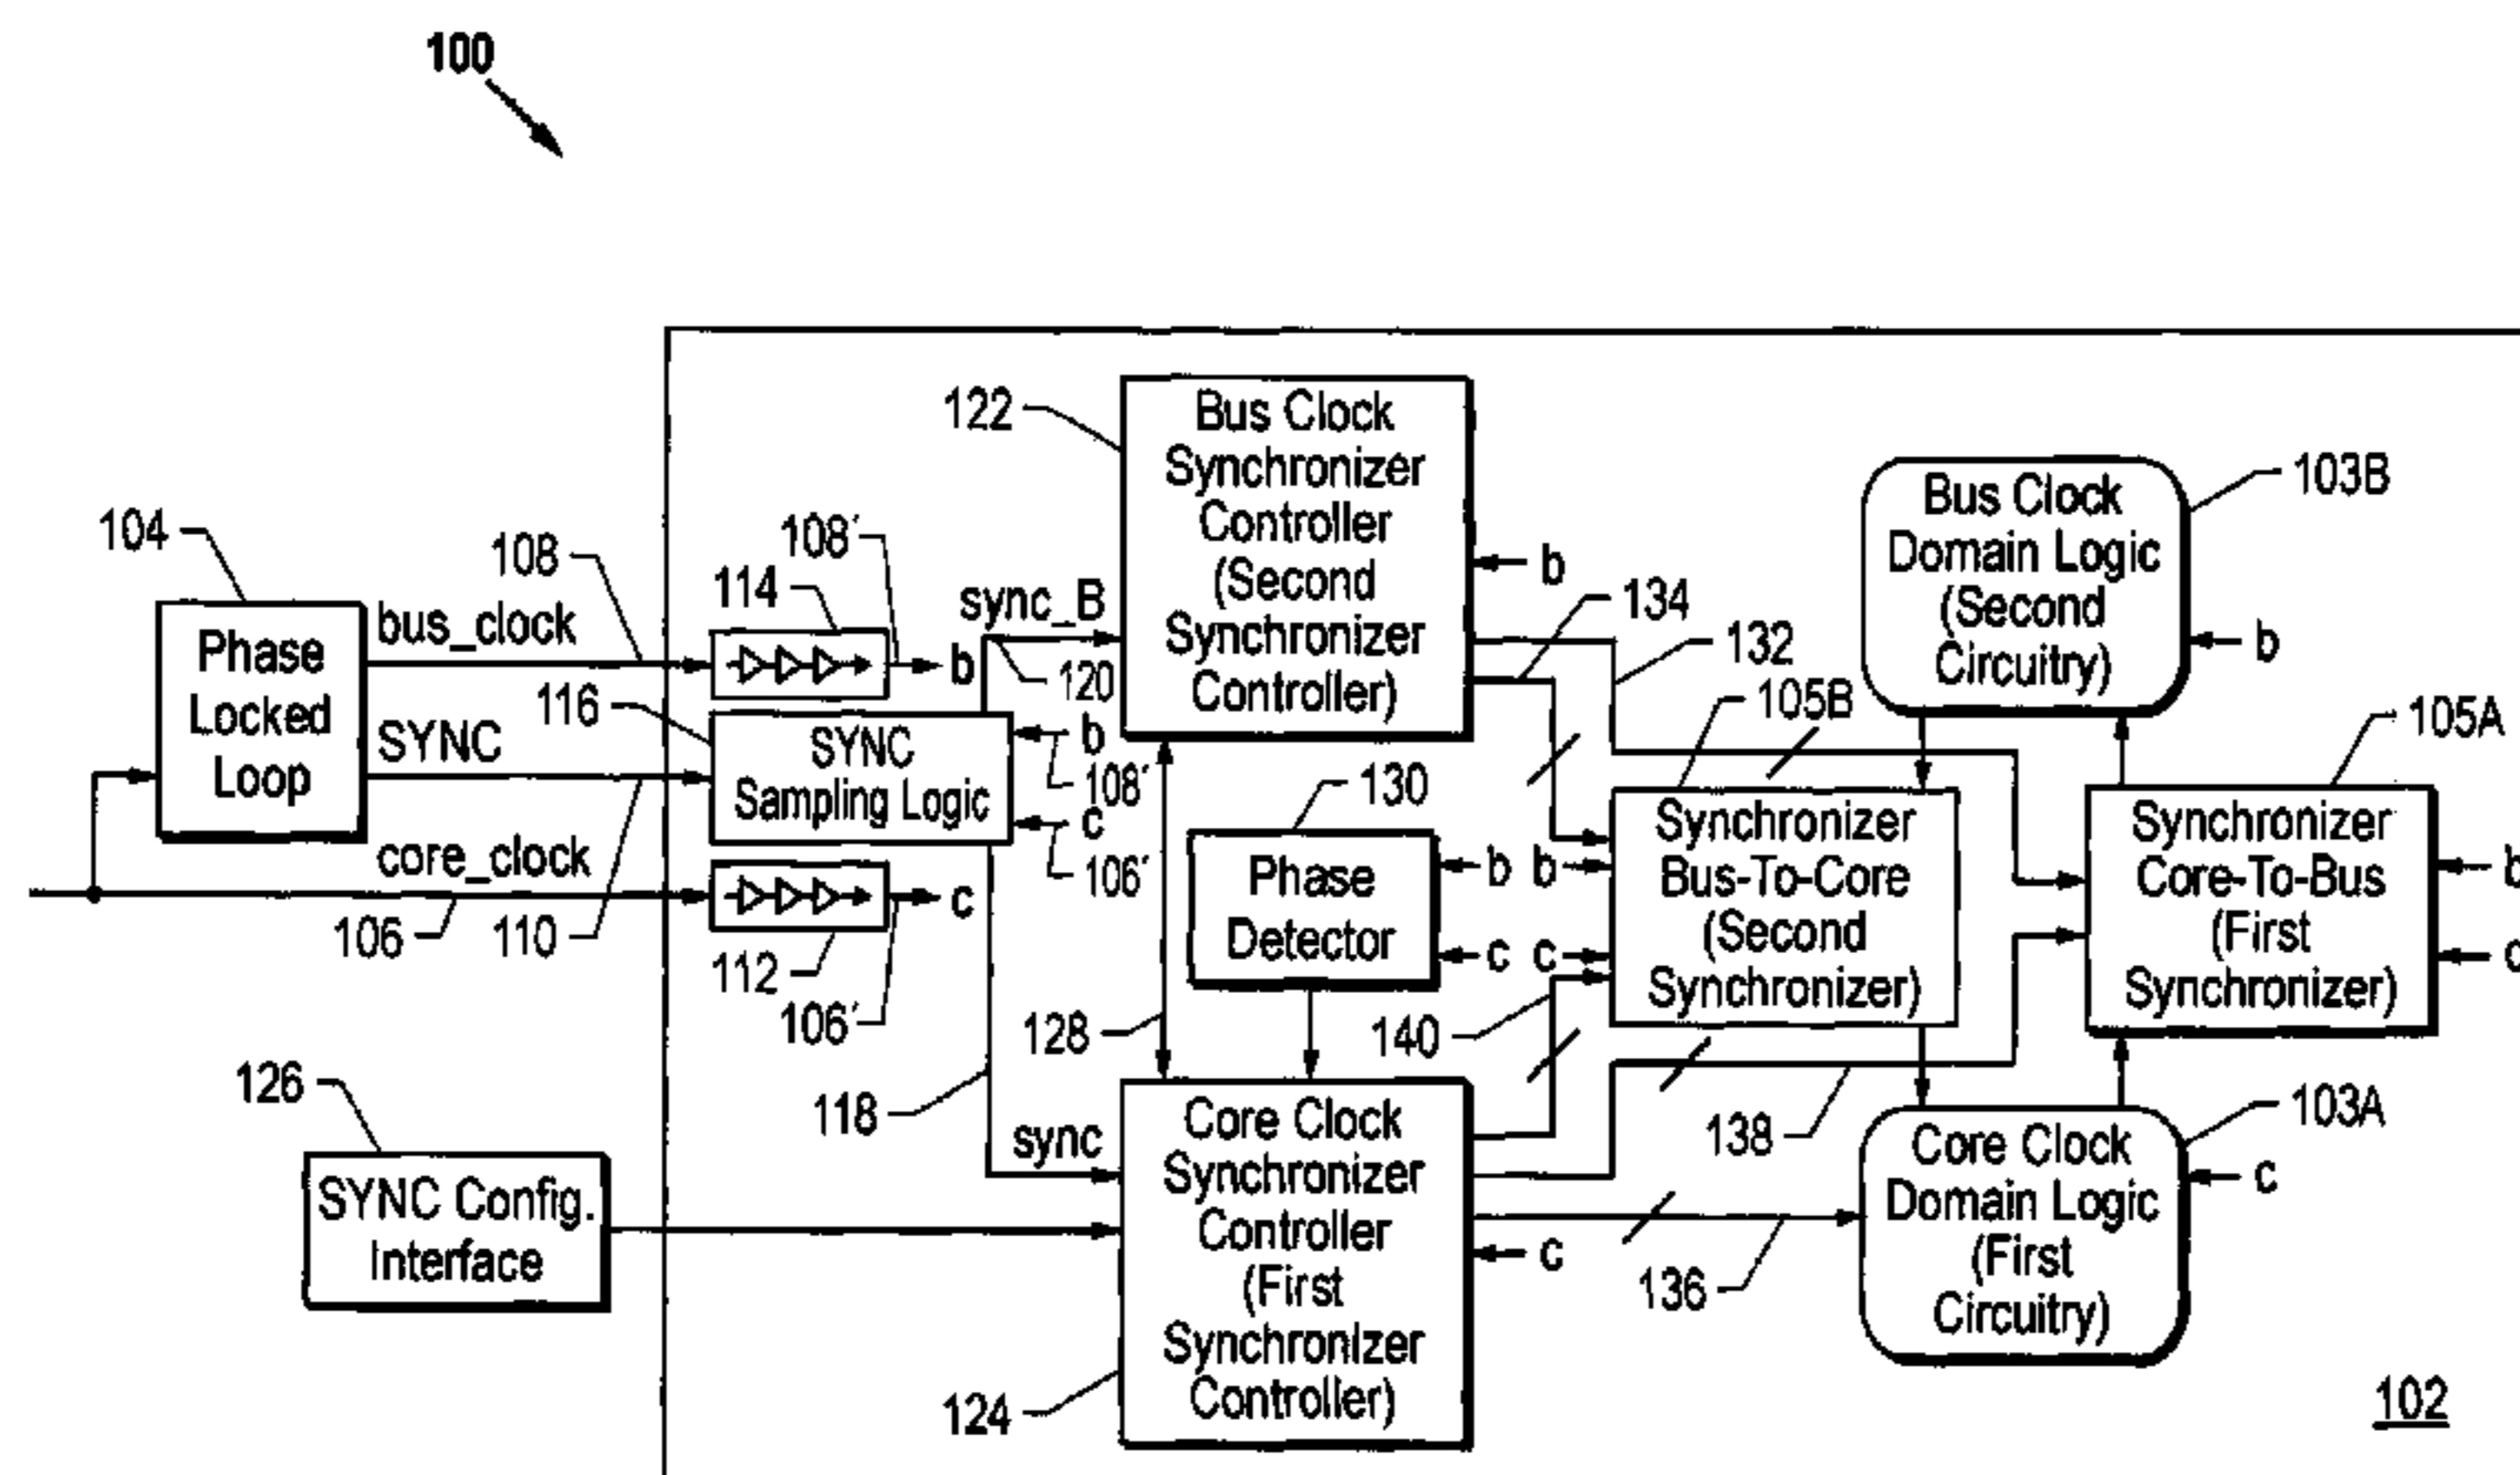 100
122
Bus Clock
Synchronizer
Controller
(Second
Synchronizer
Controller)
b
103B
Bus Clock
Domain Logic
(Second
Circuitry)
b
104
Phase
Locked
Loop
108
bus_clock
SYNC
core_clock
106
110
114
108'
b
116
SYNC
Sampling Logic
b
108'
c
106'
sync_B
120
112
106'
c
134
132
105B
Synchronizer
Bus-To-Core
(Second
Synchronizer)
b
c
105A
Synchronizer
Core-To-Bus
(First
Synchronizer)
b
c
130
Phase
Detector
b
c
128
140
118
sync
126
SYNC Config.
Interface
Core Clock
Synchronizer
Controller
(First
Synchronizer
Controller)
c
124
138
136
103A
Core Clock
Domain Logic
(First
Circuitry)
c
102